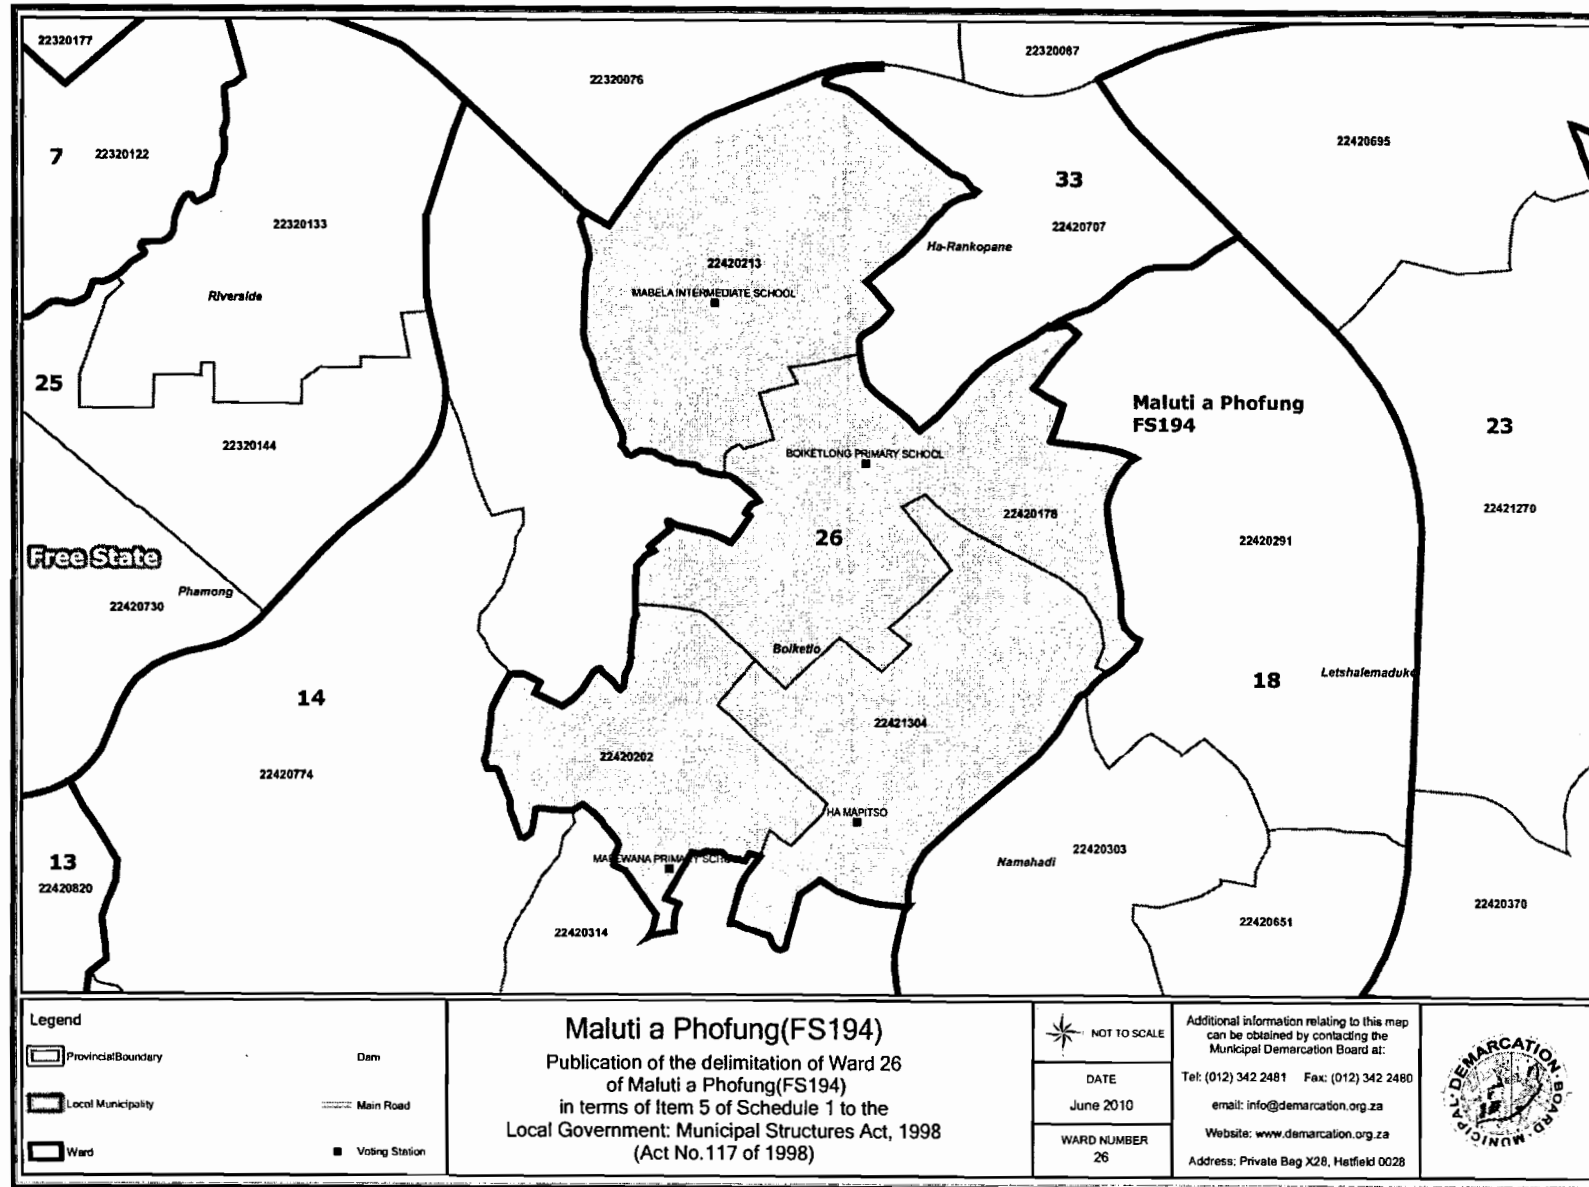 22320177
22320076
22320087
7
22320122
22420695
33
22320133
22420707
Ha-Rankopane
22420213
Riverside
MABELA INTERMEDIATE SCHOOL
25
Maluti a Phofung
FS194
23
22320144
BOIKETLONG PRIMARY SCHOOL
22420178
22421270
26
22420291
Free State
Phamong
22420730
Boiketlo
14
18
Letshalemaduke
22421304
22420202
22420774
HA MAPITSO
13
22420820
22420303
Namahadi
22420314
22420651
22420370
Legend
Provincial Boundary
Dam
Local Municipality
Main Road
Ward
Voting Station
Maluti a Phofung(FS194)
Publication of the delimitation of Ward 26
of Maluti a Phofung(FS194)
in terms of Item 5 of Schedule 1 to the
Local Government: Municipal Structures Act, 1998
(Act No.117 of 1998)
NOT TO SCALE
DATE
June 2010
WARD NUMBER
26
Additional information relating to this map
can be obtained by contacting the
Municipal Demarcation Board at:
Tel: (012) 342 2481 Fax: (012) 342 2480
email: info@demarcation.org.za
Website: www.demarcation.org.za
Address: Private Bag X28, Hatfield 0028
MUNICIPAL · DEMARCATION · BOARD